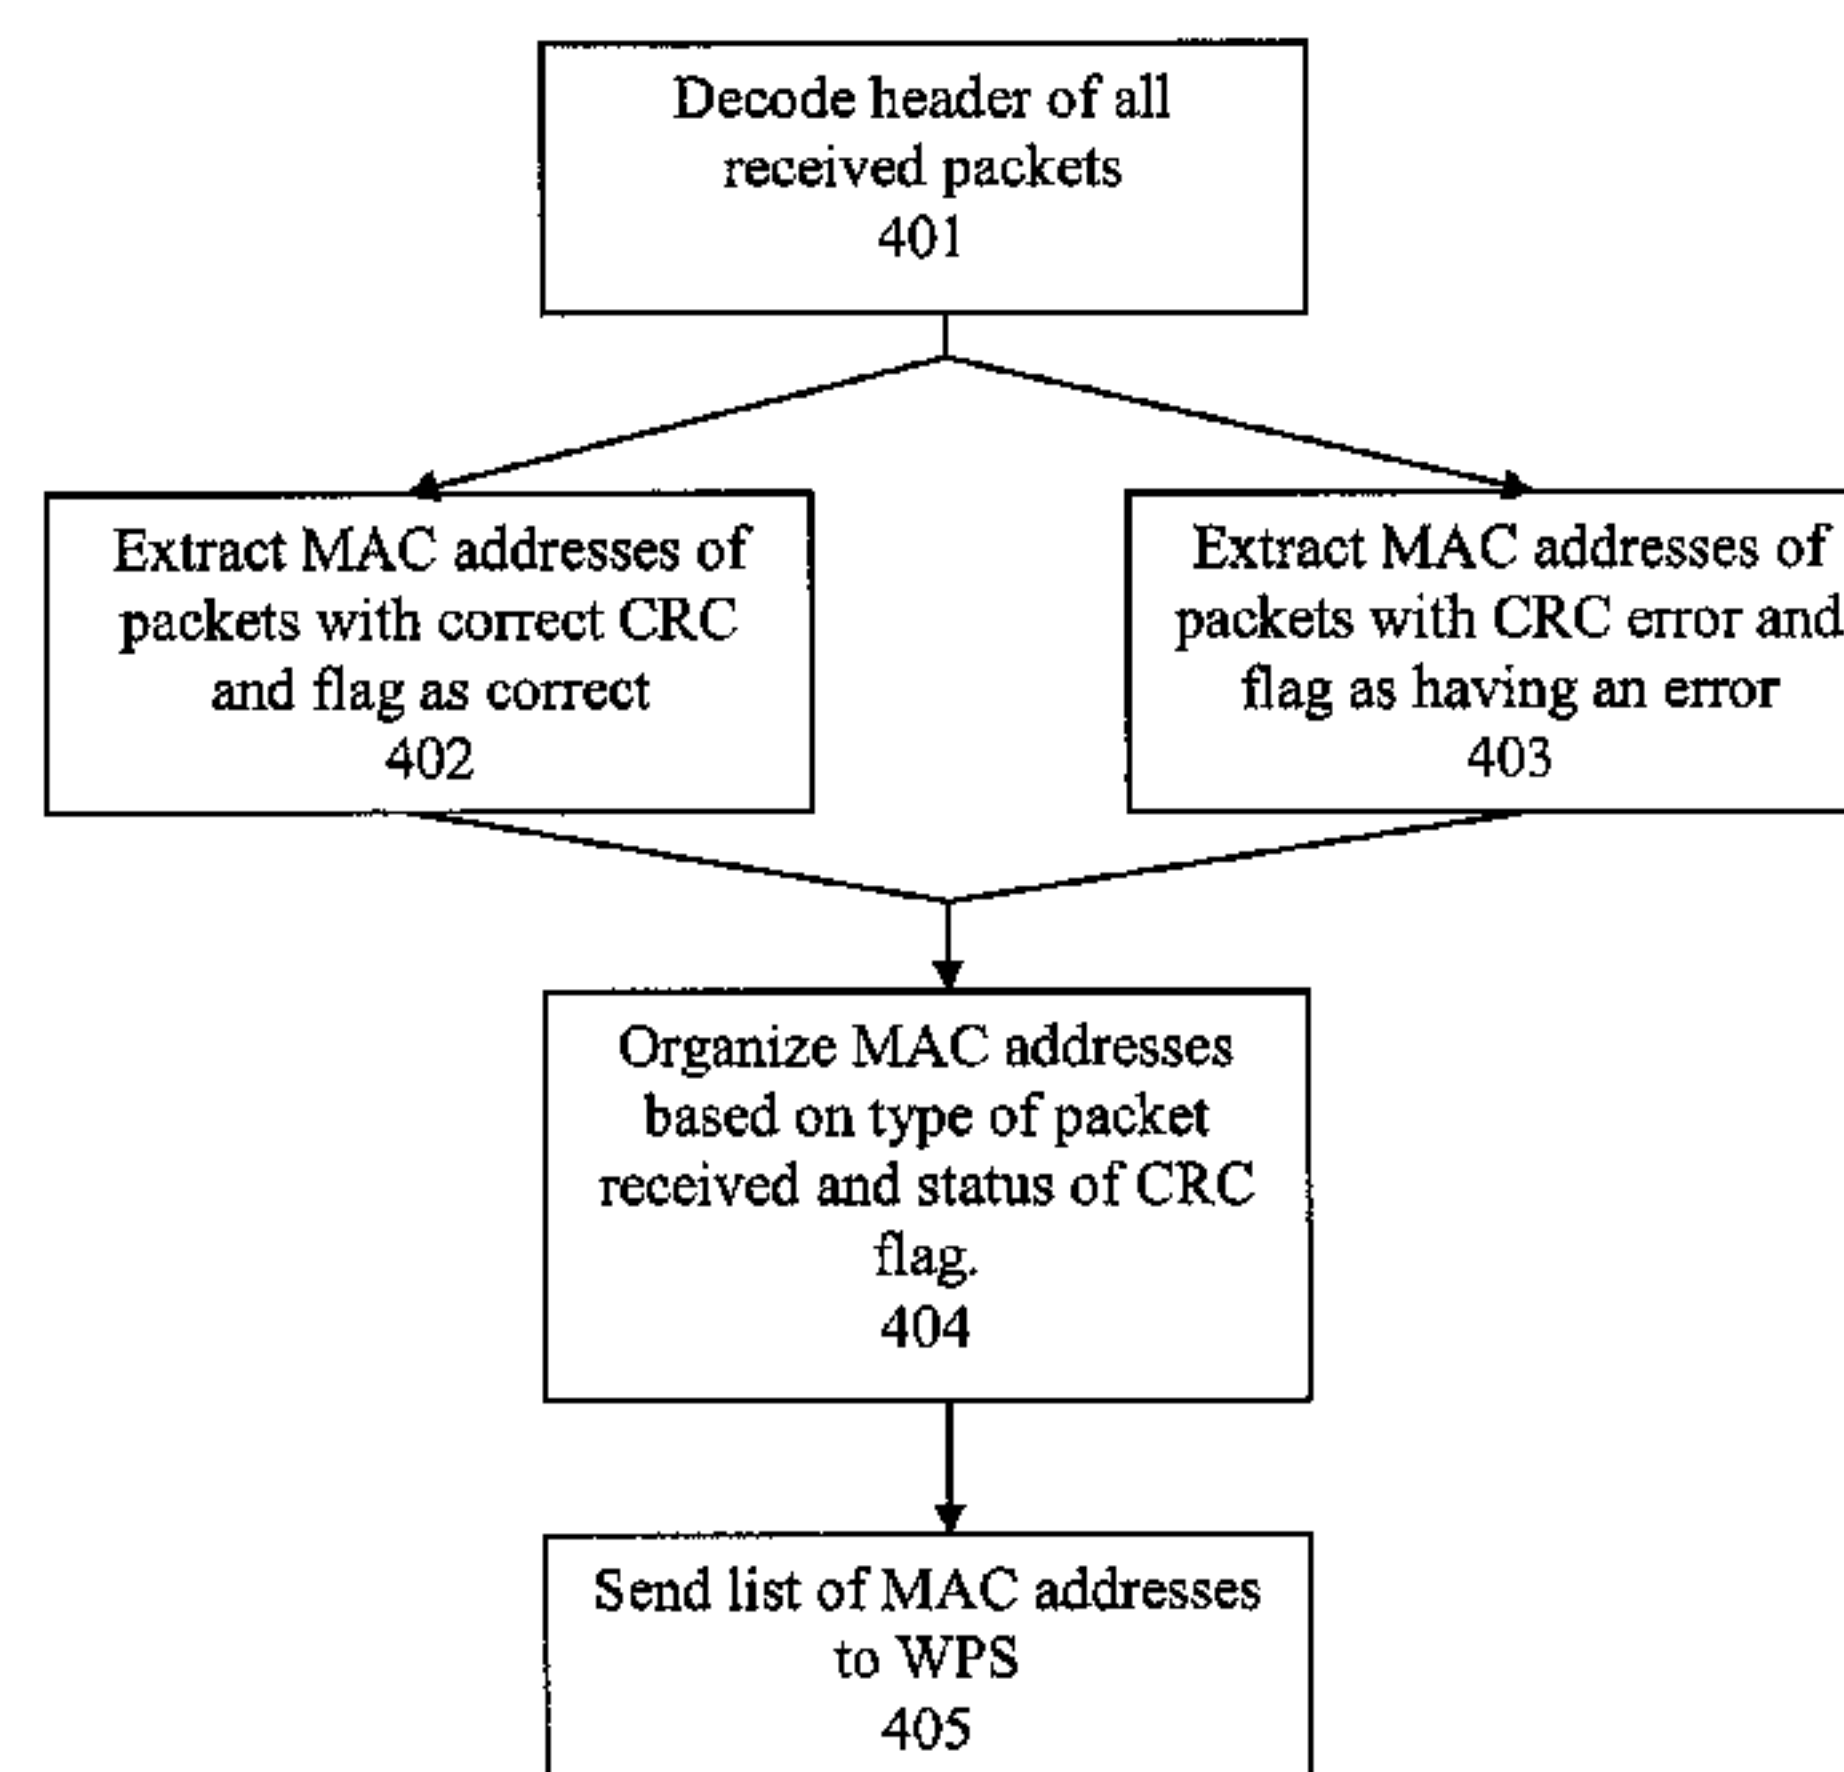 Decode header of all
received packets
401
Extract MAC addresses of
packets with correct CRC
and flag as correct
402
Extract MAC addresses of
packets with CRC error and
flag as having an error
403
Organize MAC addresses
based on type of packet
received and status of CRC
flag.
404
Send list of MAC addresses
to WPS
405